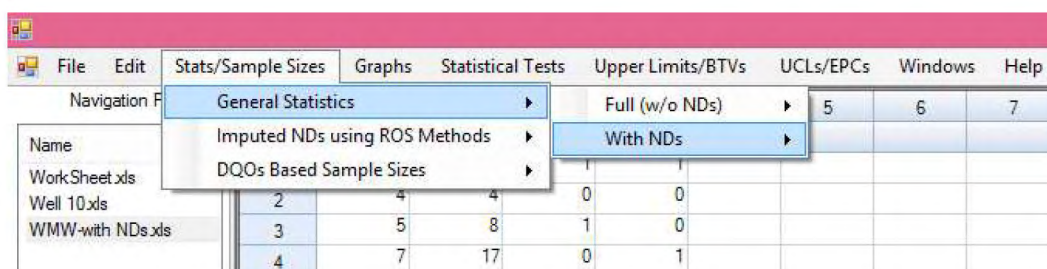 File Edit Stats/Sample Sizes Graphs Statistical Tests Upper Limits/BTVs UCLs/EPCs Windows Help
Navigation P General Statistics Full (w/o NDs) 5 6 7
Name Imputed NDs using ROS Methods With NDs
WorkSheet.xls DQOs Based Sample Sizes 1 1
Well 10.xls 2 4 4 0 0
WMW-with NDs.xls 3 5 8 1 0
4 7 17 0 1